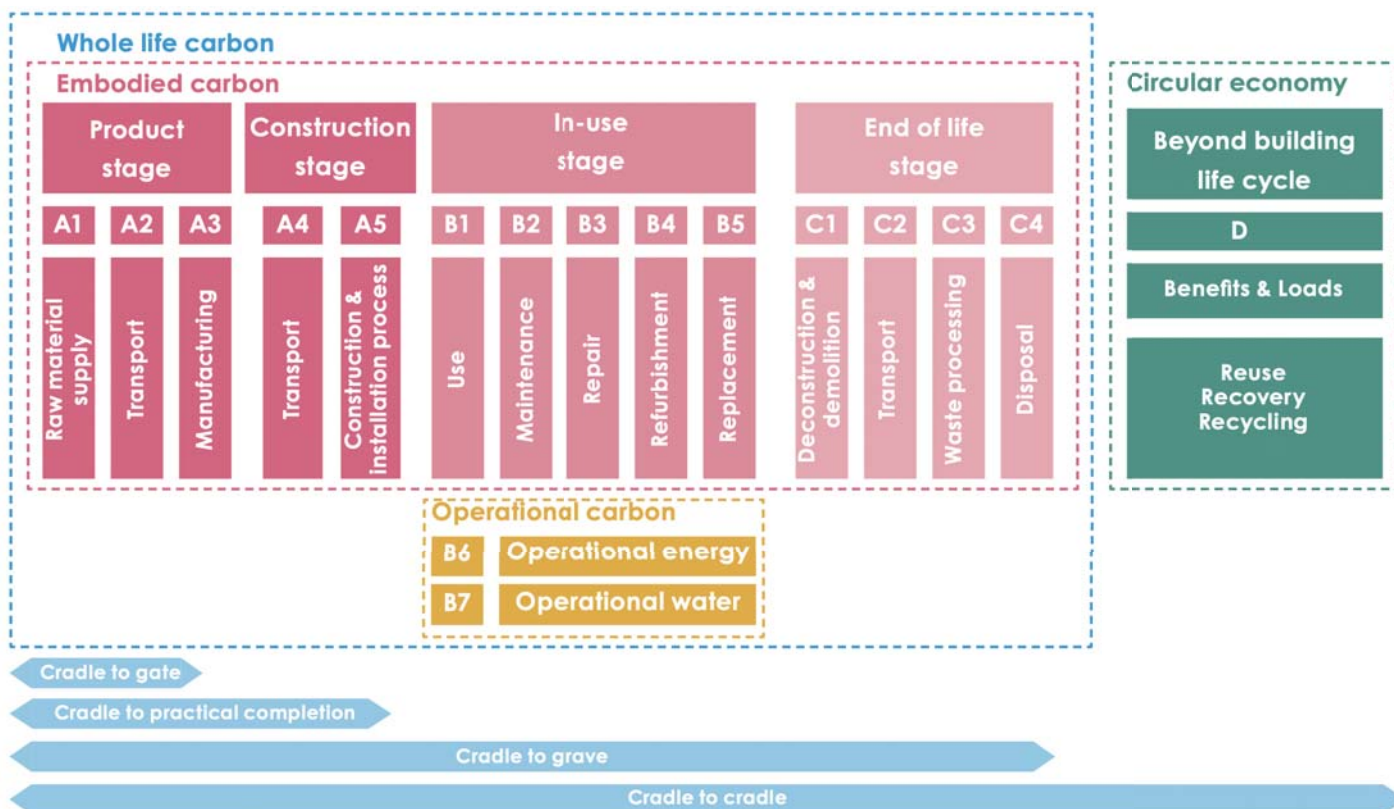 Whole life carbon
Embodied carbon
Circular economy
Product
stage
Construction
stage
In-use
stage
End of life
stage
Beyond building
life cycle
A1
A2
A3
A4
A5
B1
B2
B3
B4
B5
C1
C2
C3
C4
D
Raw material
supply
Transport
Manufacturing
Transport
Construction &
installation process
Use
Maintenance
Repair
Refurbishment
Replacement
Deconstruction &
demolition
Transport
Waste processing
Disposal
Benefits & Loads
Reuse
Recovery
Recycling
Operational carbon
B6
Operational energy
B7
Operational water
Cradle to gate
Cradle to practical completion
Cradle to grave
Cradle to cradle